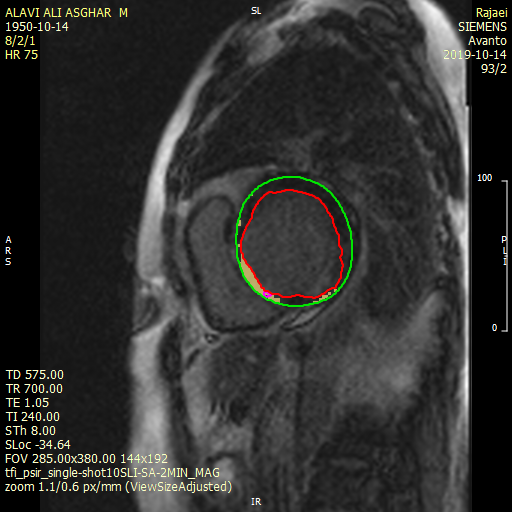 ALAVI ALI ASGHAR M
1950-10-14
8/2/1
HR 75
SL
Rajaei
SIEMENS
Avanto
2019-10-14
93/2
100
A
R
S
P
L
I
0
TD 575.00
TR 700.00
TE 1.05
TI 240.00
STh 8.00
SLoc -34.64
FOV 285.00x380.00 144x192
tfi_psir_single-shot10SLI-SA-2MIN_MAG
zoom 1.1/0.6 px/mm (ViewSizeAdjusted)
IR